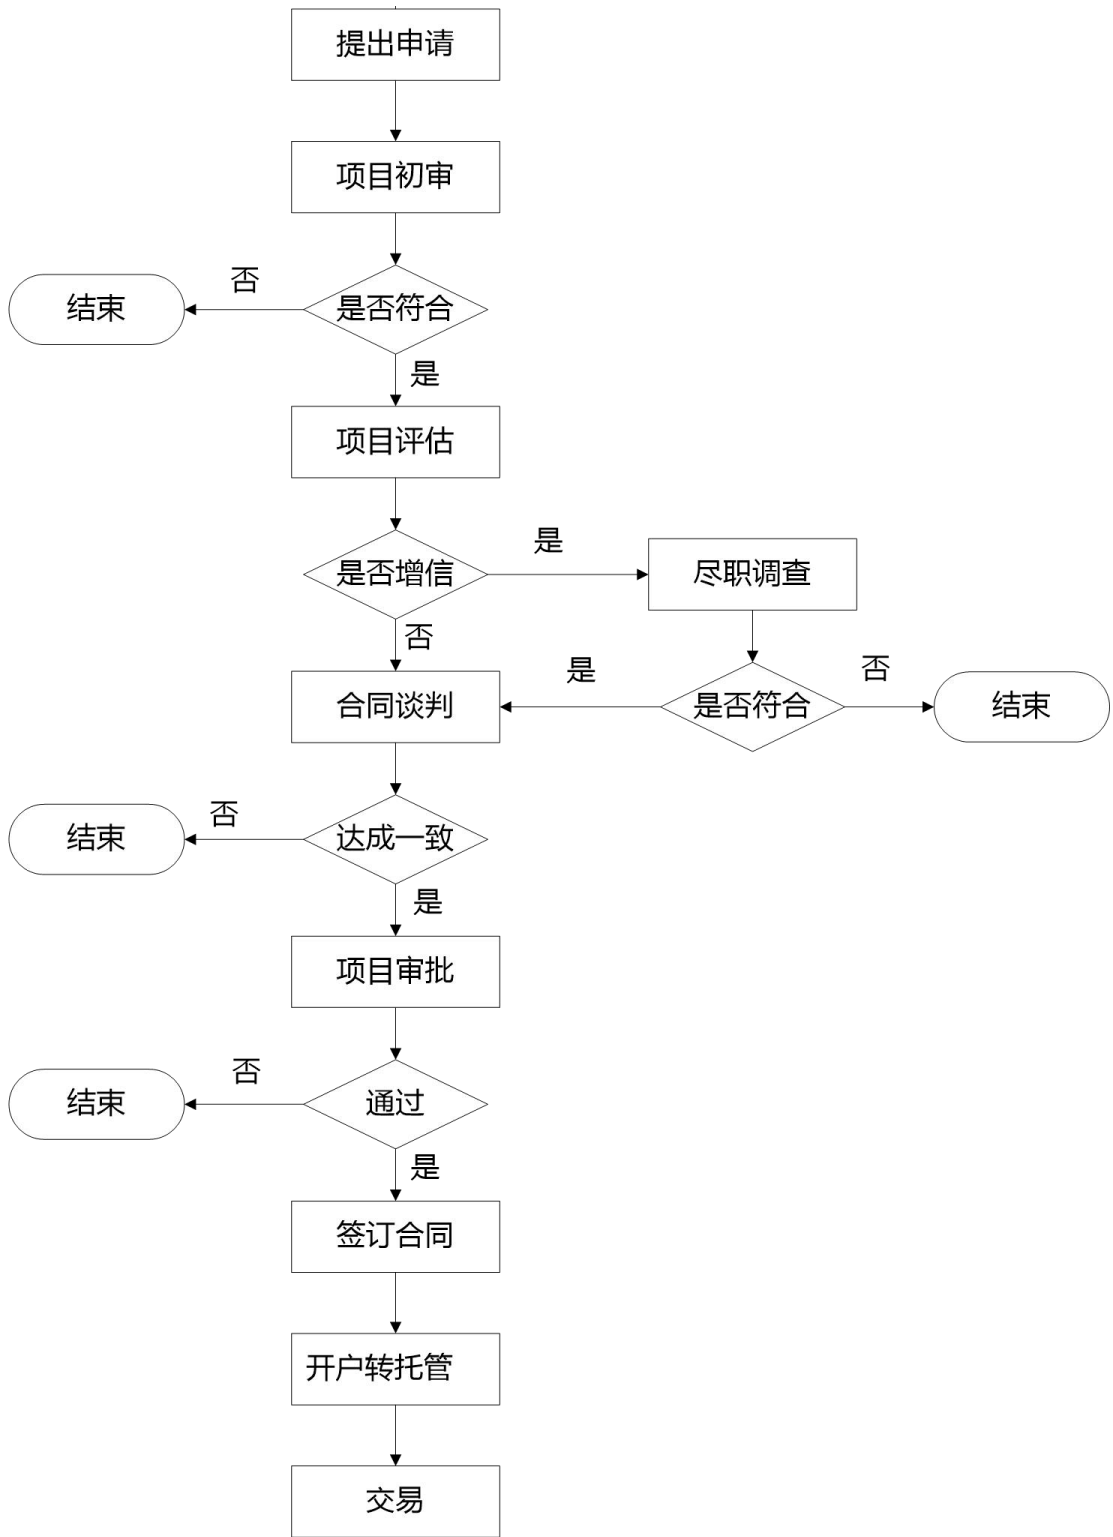 提出申请
项目初审
否
结束
是否符合
是
项目评估
是
是否增信
尽职调查
否
是
否
合同谈判
是否符合
结束
否
结束
达成一致
是
项目审批
否
结束
通过
是
签订合同
开户转托管
交易